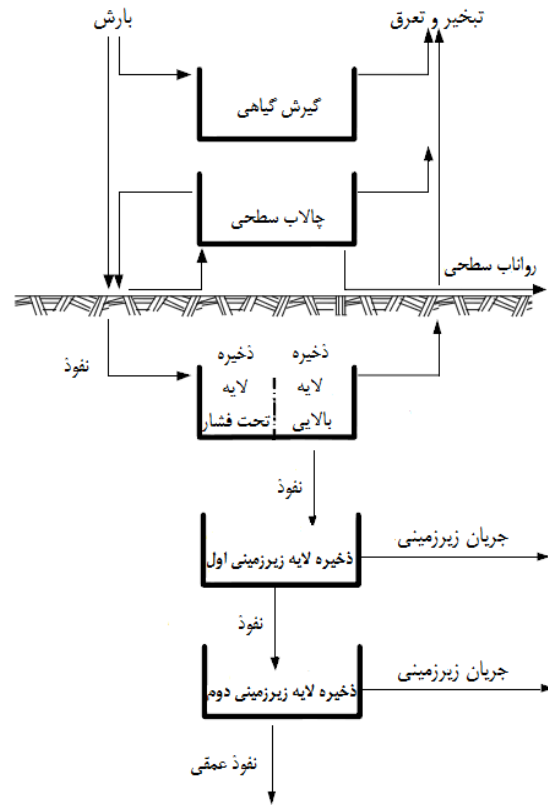 بارش
تبخیر و تعرق
گیرش گیاهی
چالاب سطحی
رواناب سطحی
نفوذ
ذخیره
لایه
تحت فشار
ذخیره
لایه
بالایی
نفوذ
ذخیره لایه زیرزمینی اول
جریان زیرزمینی
نفوذ
ذخیره لایه زیرزمینی دوم
جریان زیرزمینی
نفوذ عمقی